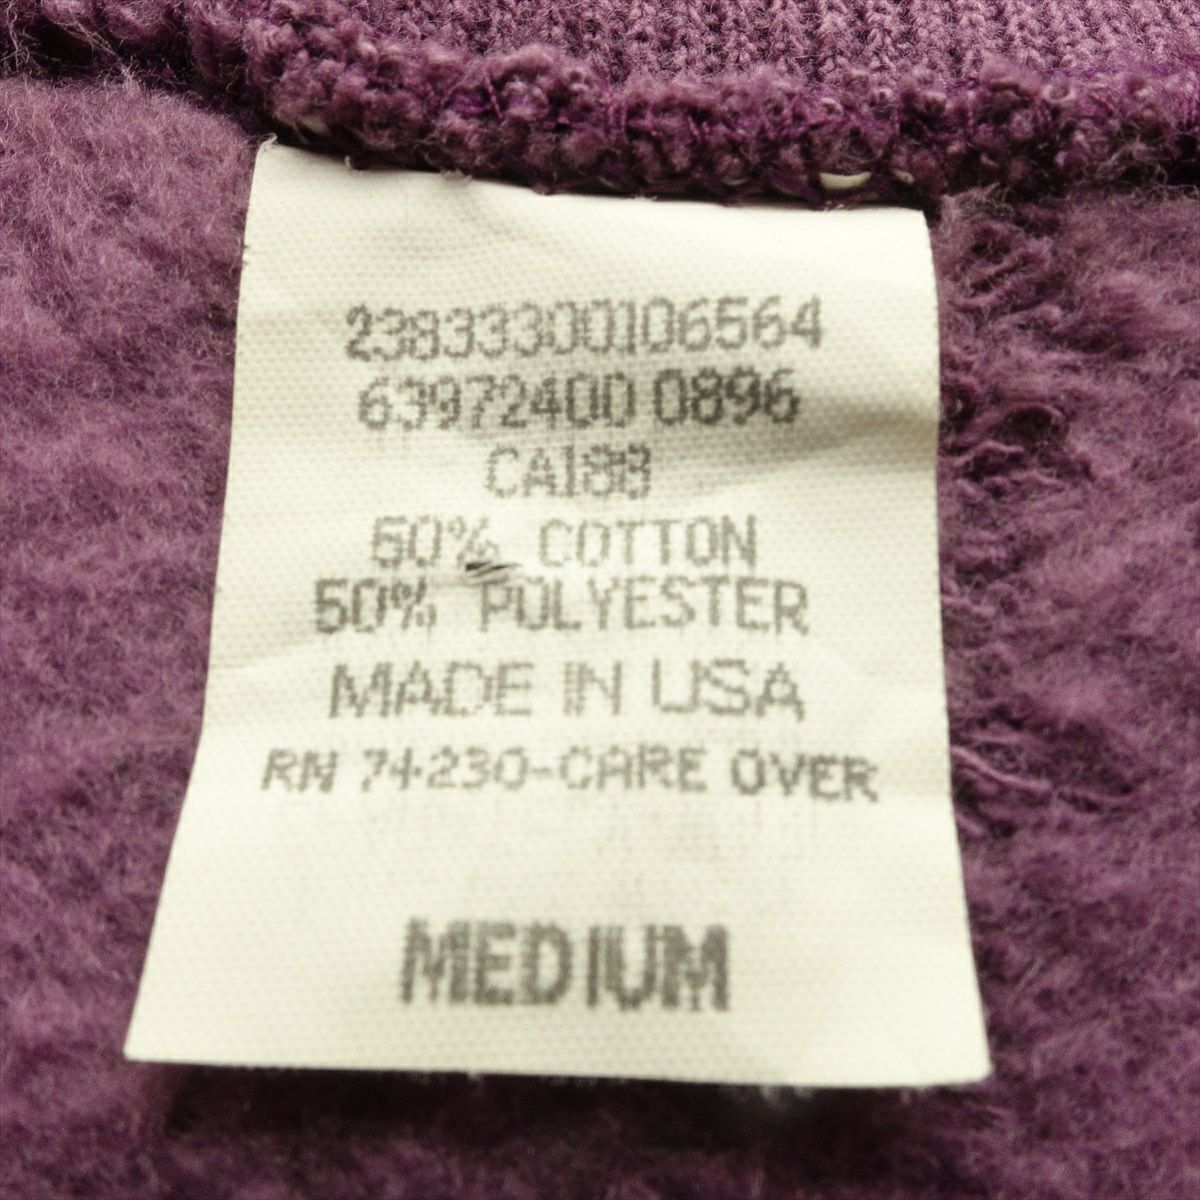 23833300106564
63972400 0896
CA188
50% COTTON
50% POLYESTER
MADE IN USA
RN 74-230-CARE OVER
MEDIUM